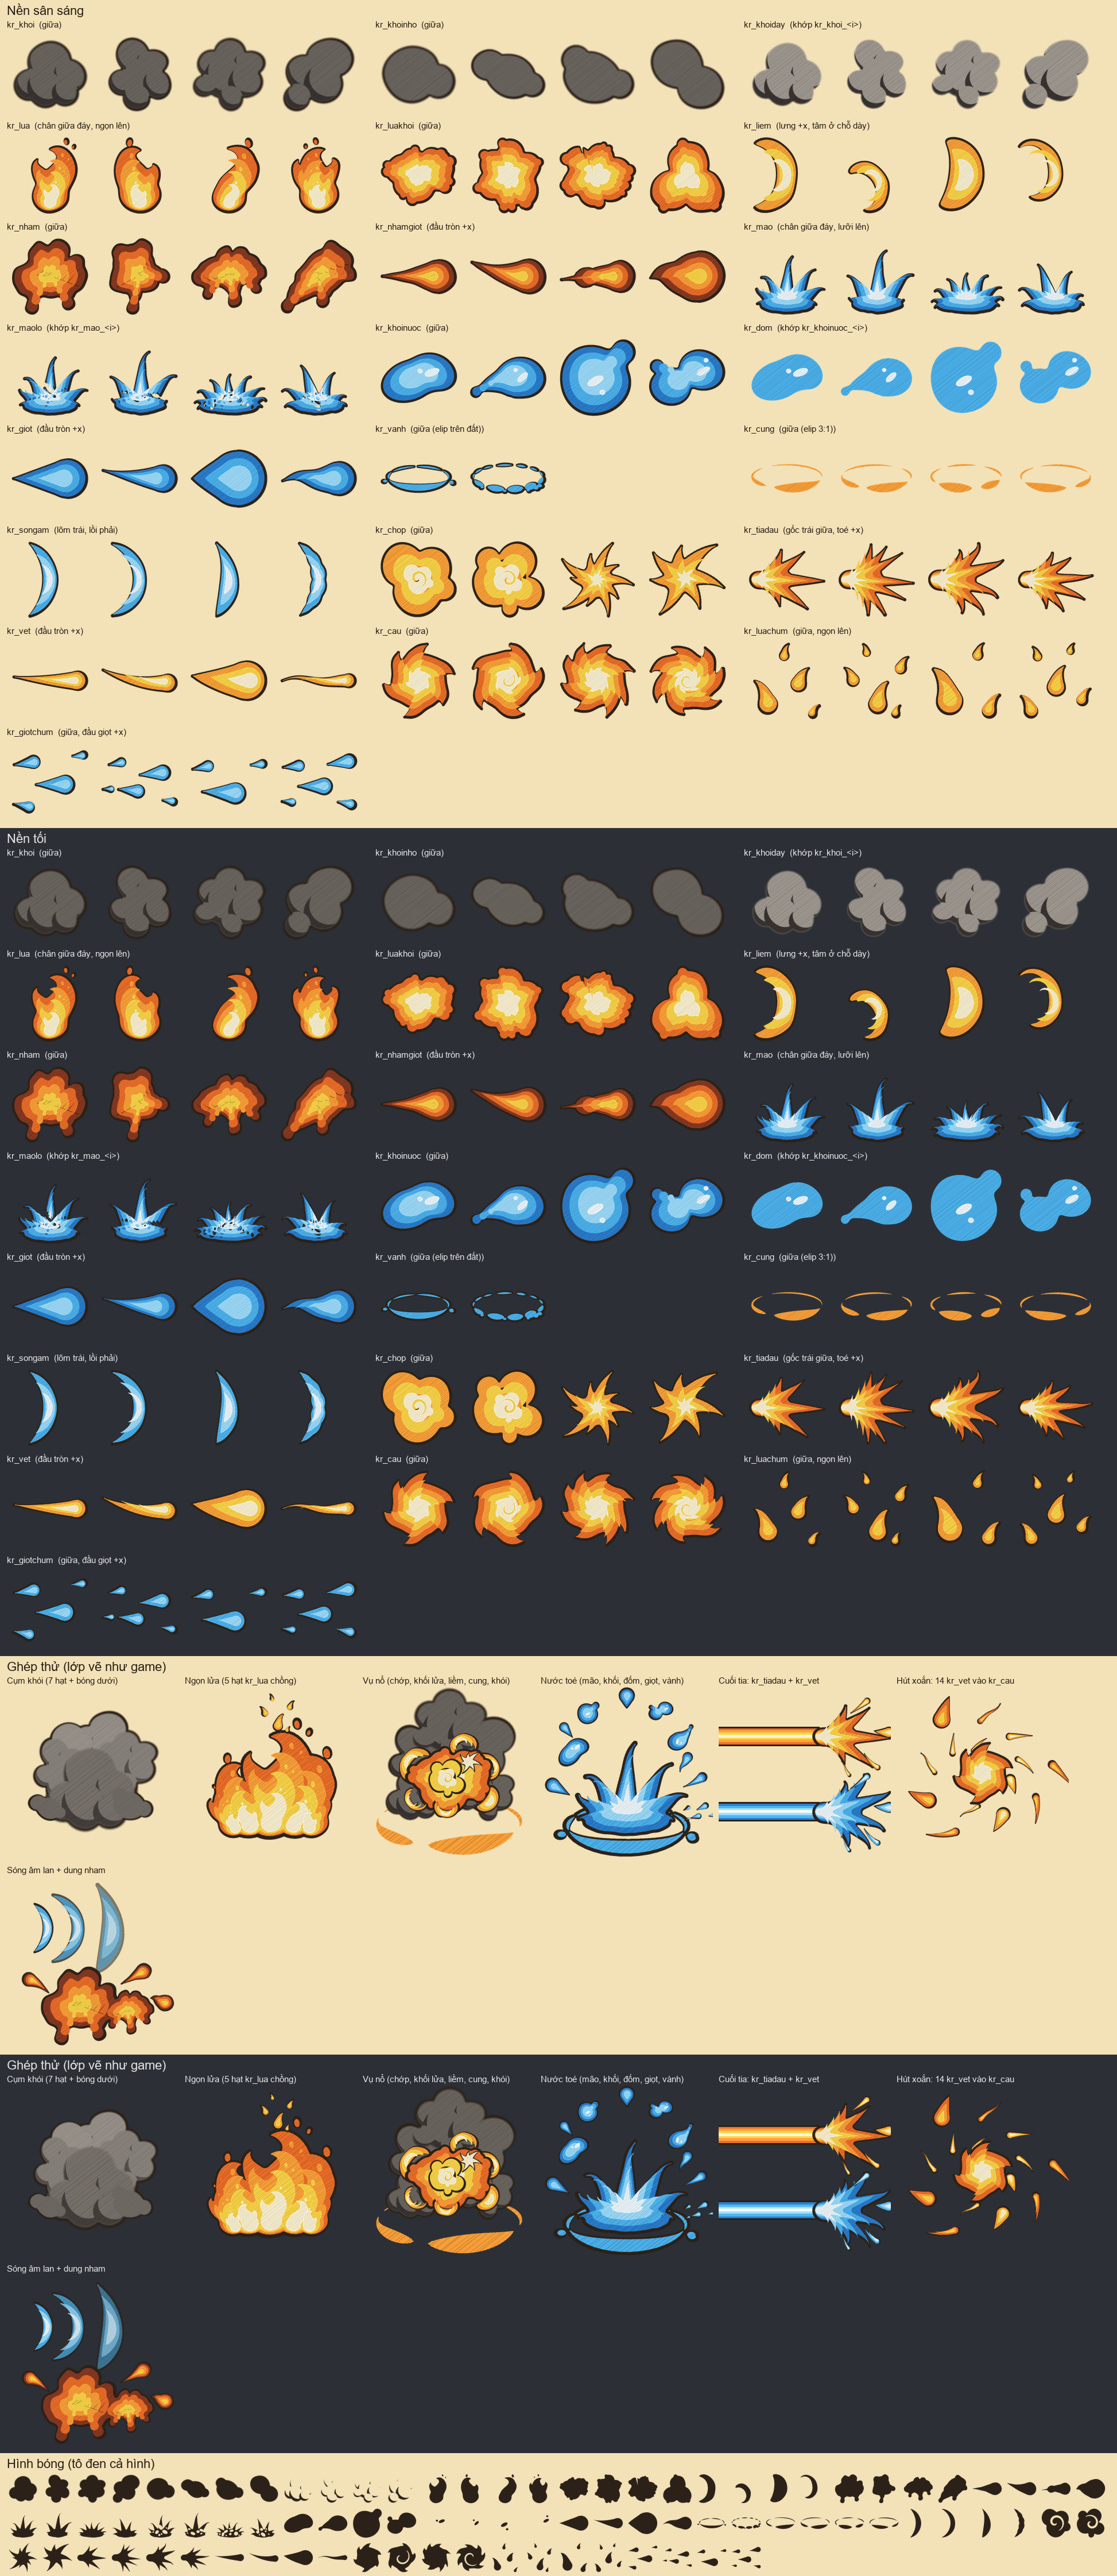 Nền sân sáng
kr_khoi (giữa)
kr_khoinho (giữa)
kr_khoiday (khớp kr_khoi_<i>)
kr_lua (chân giữa đáy, ngọn lên)
kr_luakhoi (giữa)
kr_liem (lưng +x, tâm ở chỗ dày)
kr_nham (giữa)
kr_nhamgiot (đầu tròn +x)
kr_mao (chân giữa đáy, lưỡi lên)
kr_maolo (khớp kr_mao_<i>)
kr_khoinuoc (giữa)
kr_dom (khớp kr_khoinuoc_<i>)
kr_giot (đầu tròn +x)
kr_vanh (giữa (elip trên đất))
kr_cung (giữa (elip 3:1))
kr_songam (lõm trái, lồi phải)
kr_chop (giữa)
kr_tiadau (gốc trái giữa, toé +x)
kr_vet (đầu tròn +x)
kr_cau (giữa)
kr_luachum (giữa, ngọn lên)
kr_giotchum (giữa, đầu giọt +x)
Nền tối
kr_khoi (giữa)
kr_khoinho (giữa)
kr_khoiday (khớp kr_khoi_<i>)
kr_lua (chân giữa đáy, ngọn lên)
kr_luakhoi (giữa)
kr_liem (lưng +x, tâm ở chỗ dày)
kr_nham (giữa)
kr_nhamgiot (đầu tròn +x)
kr_mao (chân giữa đáy, lưỡi lên)
kr_maolo (khớp kr_mao_<i>)
kr_khoinuoc (giữa)
kr_dom (khớp kr_khoinuoc_<i>)
kr_giot (đầu tròn +x)
kr_vanh (giữa (elip trên đất))
kr_cung (giữa (elip 3:1))
kr_songam (lõm trái, lồi phải)
kr_chop (giữa)
kr_tiadau (gốc trái giữa, toé +x)
kr_vet (đầu tròn +x)
kr_cau (giữa)
kr_luachum (giữa, ngọn lên)
kr_giotchum (giữa, đầu giọt +x)
Ghép thử (lớp vẽ như game)
Cụm khói (7 hạt + bóng dưới)
Ngọn lửa (5 hạt kr_lua chồng)
Vụ nổ (chớp, khối lửa, liềm, cung, khói)
Nước toé (mão, khối, đốm, giọt, vành)
Cuối tia: kr_tiadau + kr_vet
Hút xoắn: 14 kr_vet vào kr_cau
Sóng âm lan + dung nham
Ghép thử (lớp vẽ như game)
Cụm khói (7 hạt + bóng dưới)
Ngọn lửa (5 hạt kr_lua chồng)
Vụ nổ (chớp, khối lửa, liềm, cung, khói)
Nước toé (mão, khối, đốm, giọt, vành)
Cuối tia: kr_tiadau + kr_vet
Hút xoắn: 14 kr_vet vào kr_cau
Sóng âm lan + dung nham
Hình bóng (tô đen cả hình)